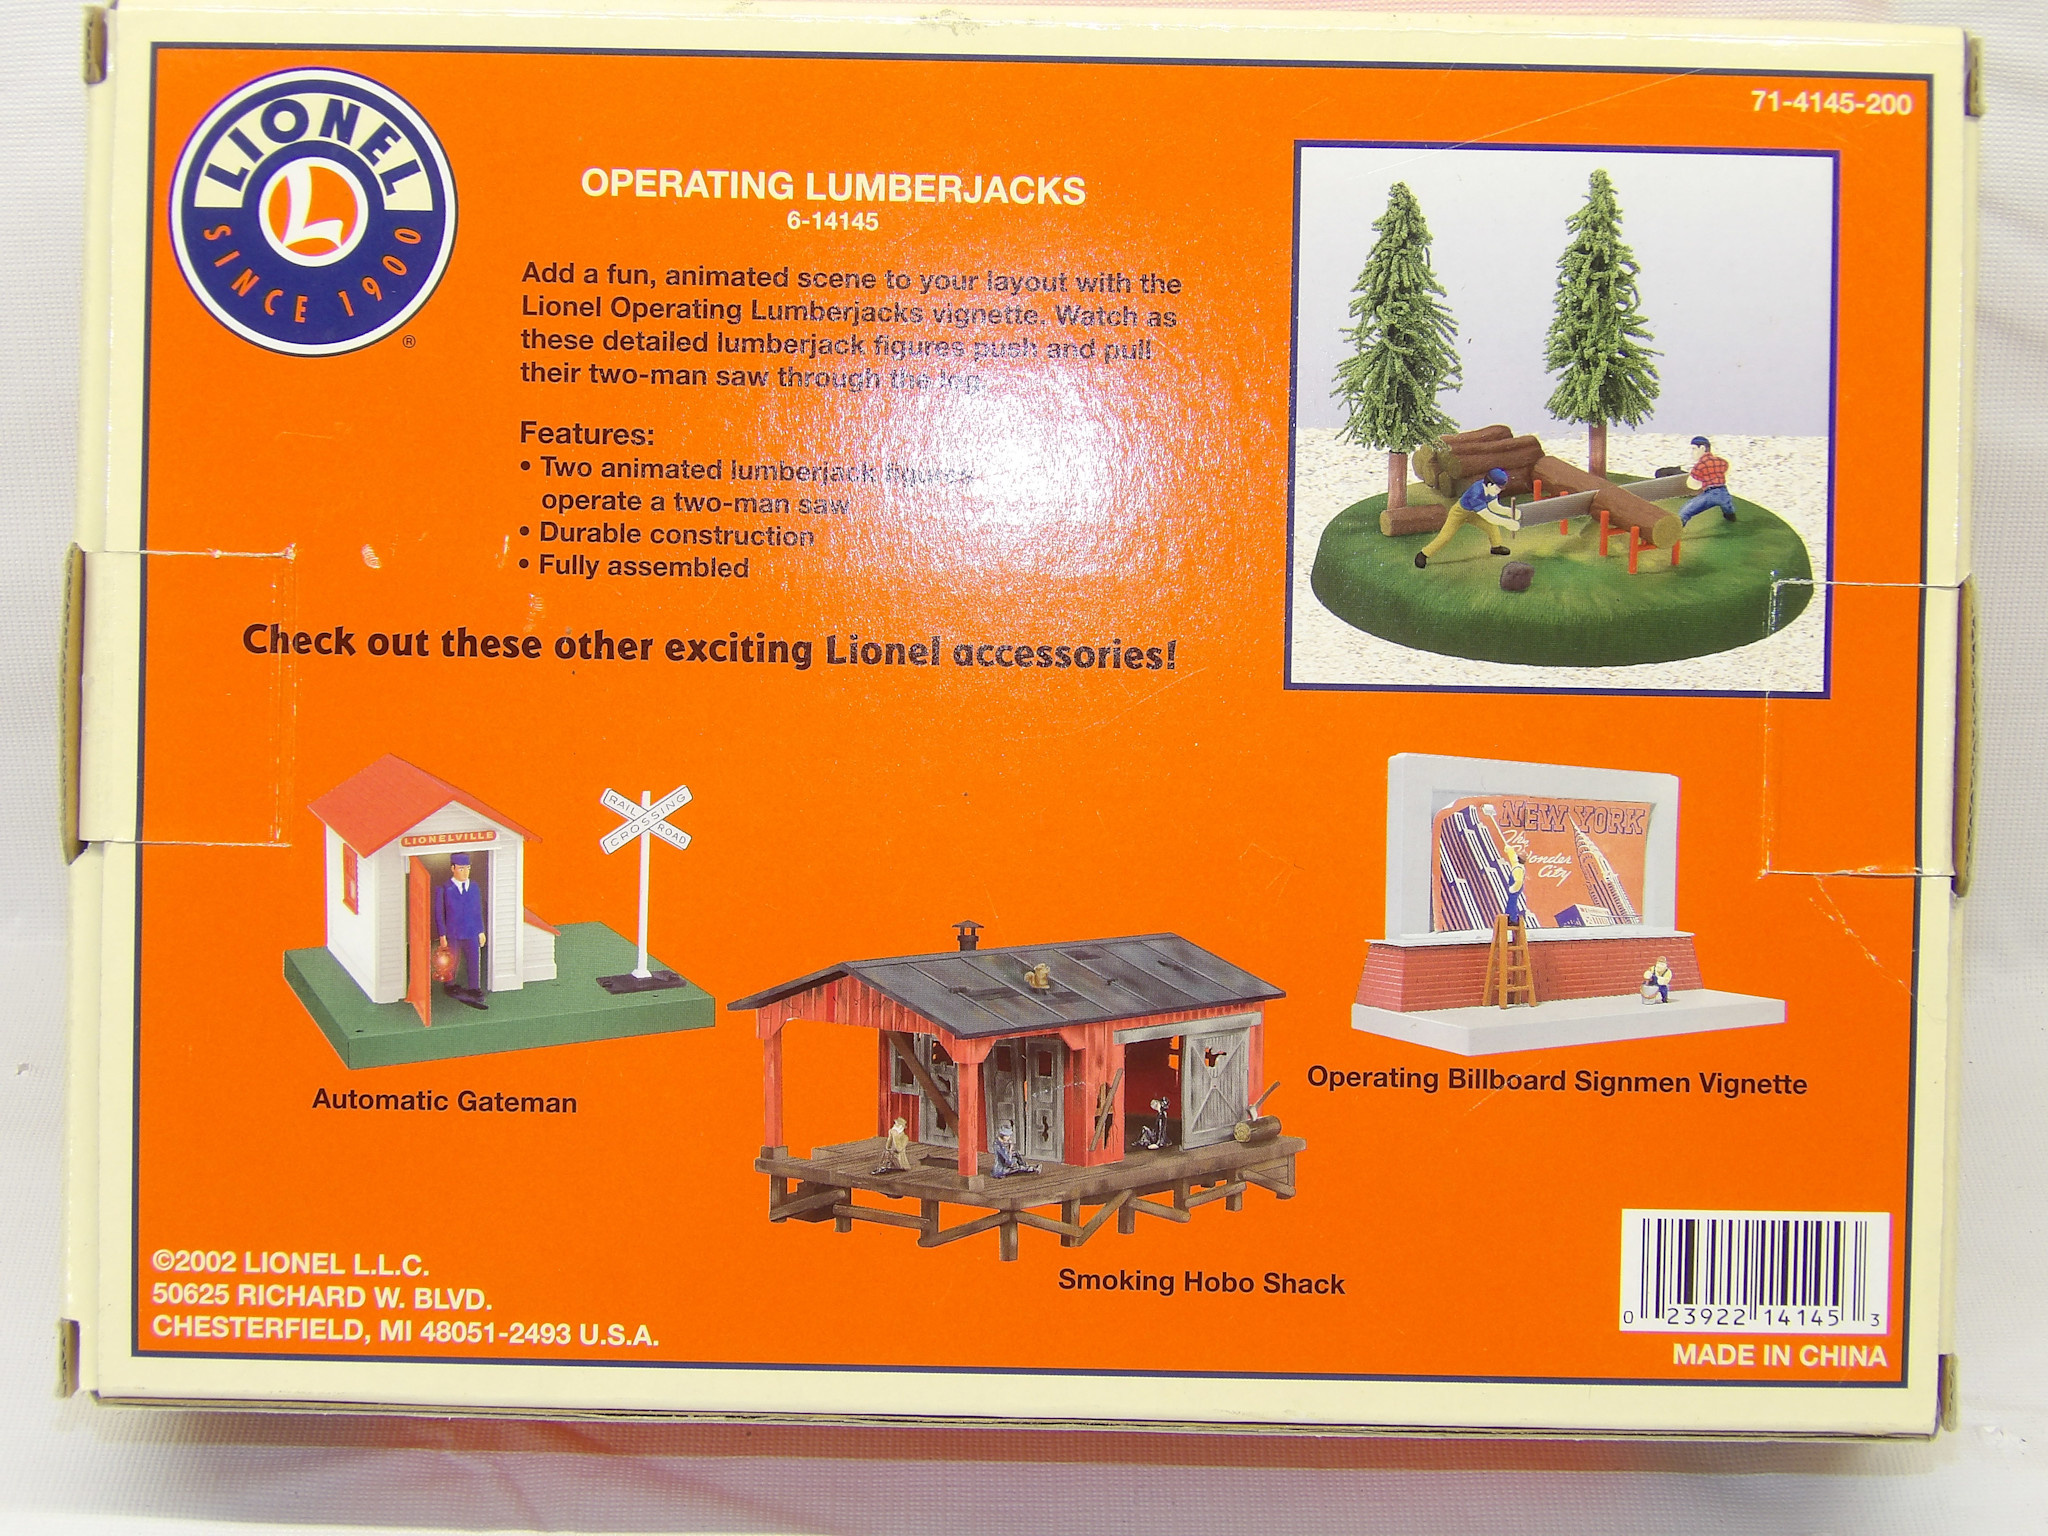 LIONEL
SINCE 1900
®
71-4145-200
OPERATING LUMBERJACKS
6-14145
Add a fun, animated scene to your layout with the
Lionel Operating Lumberjacks vignette. Watch as
these detailed lumberjack figures push and pull
their two-man saw through the log.
Features:
• Two animated lumberjack figures
operate a two-man saw
• Durable construction
• Fully assembled
Check out these other exciting Lionel accessories!
LIONELVILLE
RAIL ROAD
CROSSING
Automatic Gateman
NEW YORK
The
Wonder
City
Operating Billboard Signmen Vignette
Smoking Hobo Shack
©2002 LIONEL L.L.C.
50625 RICHARD W. BLVD.
CHESTERFIELD, MI 48051-2493 U.S.A.
0 23922 14145 3
MADE IN CHINA